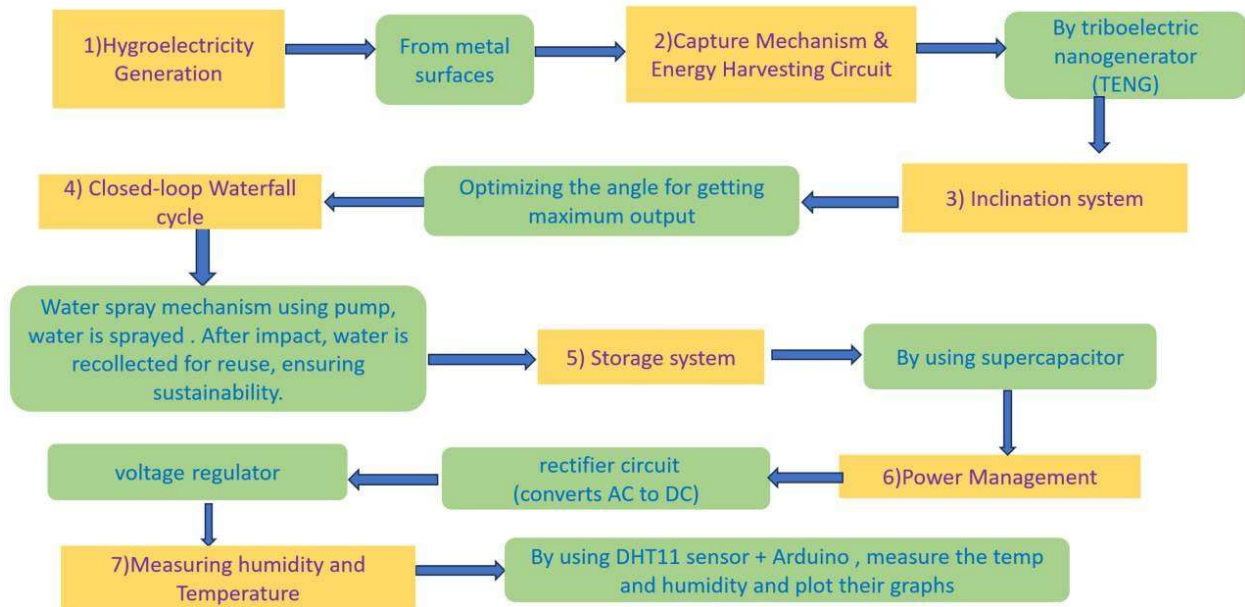 1)Hygroelectricity
Generation
From metal
surfaces
2)Capture Mechanism &
Energy Harvesting Circuit
By triboelectric
nanogenerator
(TENG)
3) Inclination system
Optimizing the angle for getting
maximum output
4) Closed-loop Waterfall
cycle
Water spray mechanism using pump,
water is sprayed . After impact, water is
recollected for reuse, ensuring
sustainability.
5) Storage system
By using supercapacitor
6)Power Management
rectifier circuit
(converts AC to DC)
voltage regulator
7)Measuring humidity and
Temperature
By using DHT11 sensor + Arduino , measure the temp
and humidity and plot their graphs